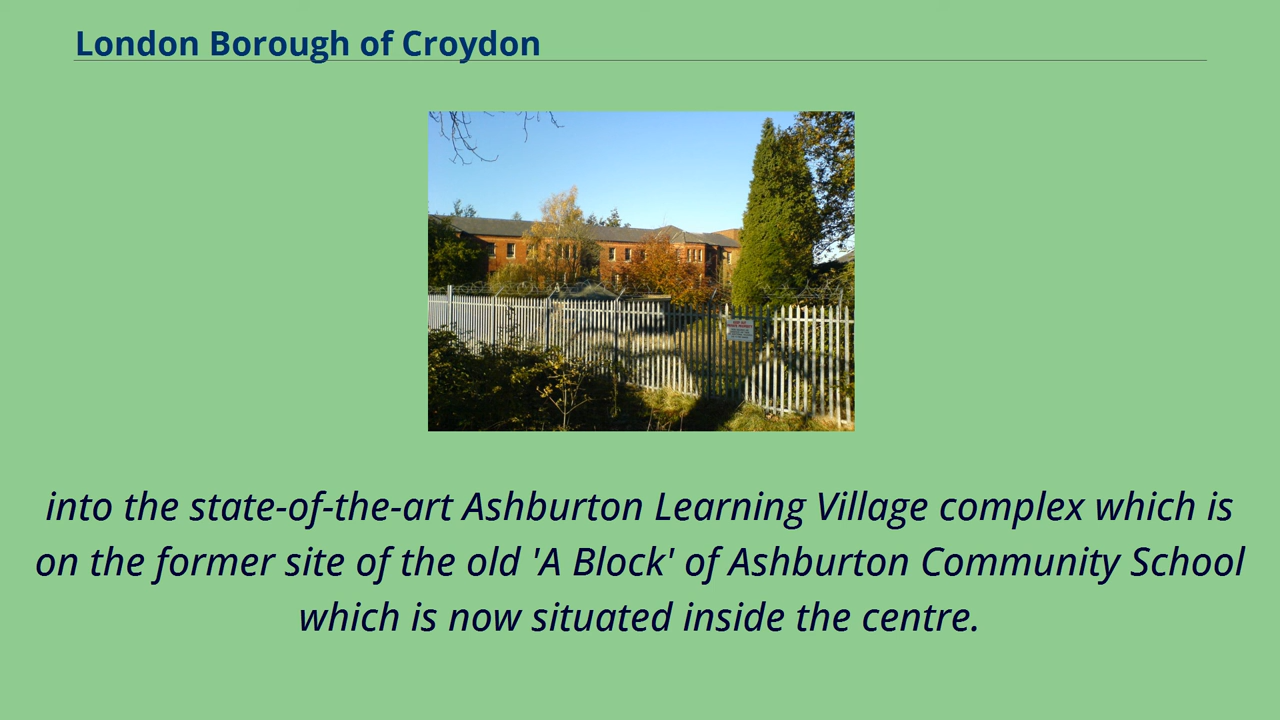 London Borough of Croydon
into the state-of-the-art Ashburton Learning Village complex which is
on the former site of the old 'A Block' of Ashburton Community School
which is now situated inside the centre.